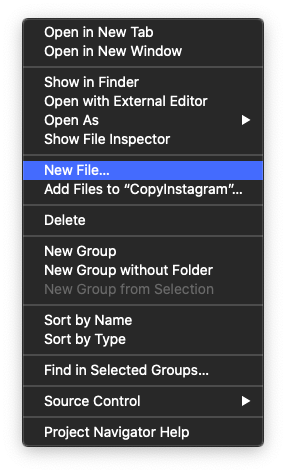 Open in New Tab
Open in New Window
Show in Finder
Open with External Editor
Open As
Show File Inspector
New File...
Add Files to “CopyInstagram”...
Delete
New Group
New Group without Folder
New Group from Selection
Sort by Name
Sort by Type
Find in Selected Groups...
Source Control
Project Navigator Help